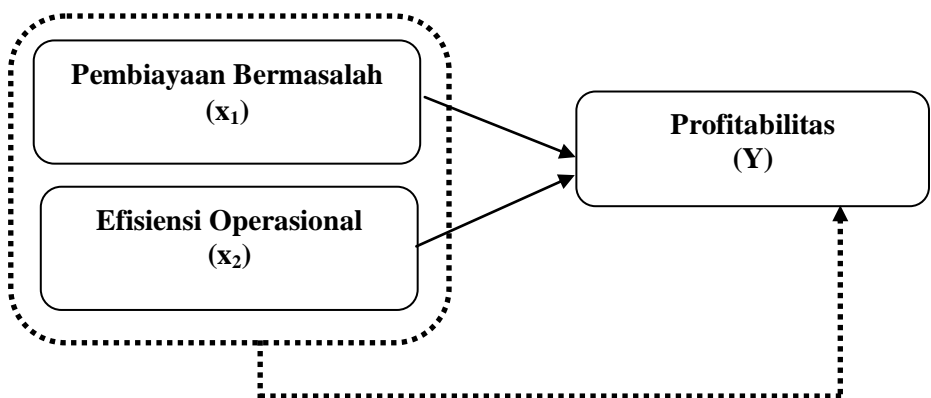 Pembiayaan Bermasalah
(x₁)
Profitabilitas
(Y)
Efisiensi Operasional
(x₂)